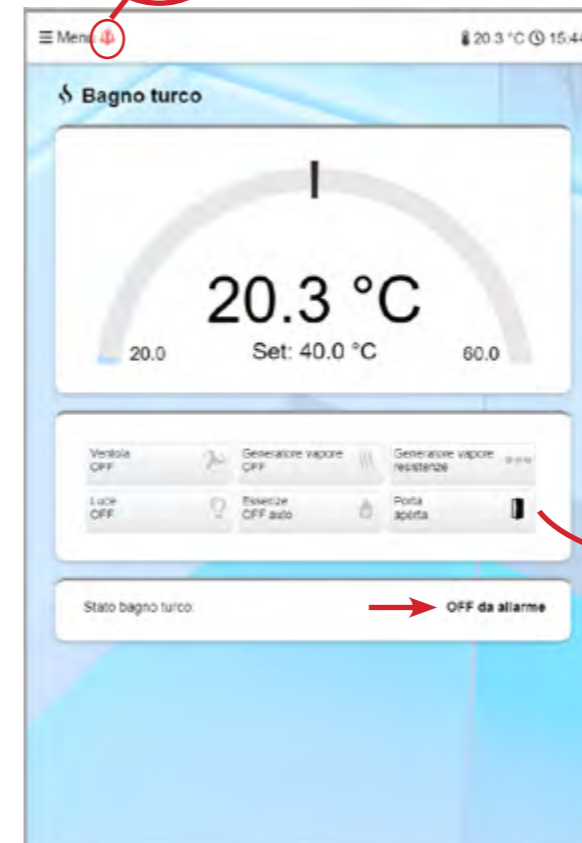 Menu 20.3 °C 15:44
Bagno turco
20.3 °C
20.0 Set: 40.0 °C 60.0
Ventola Generatore vapore Generatore vapore
OFF OFF resistenze
Luce Essenze Porta
OFF OFF auto aperta
Stato bagno turco: OFF da allarme